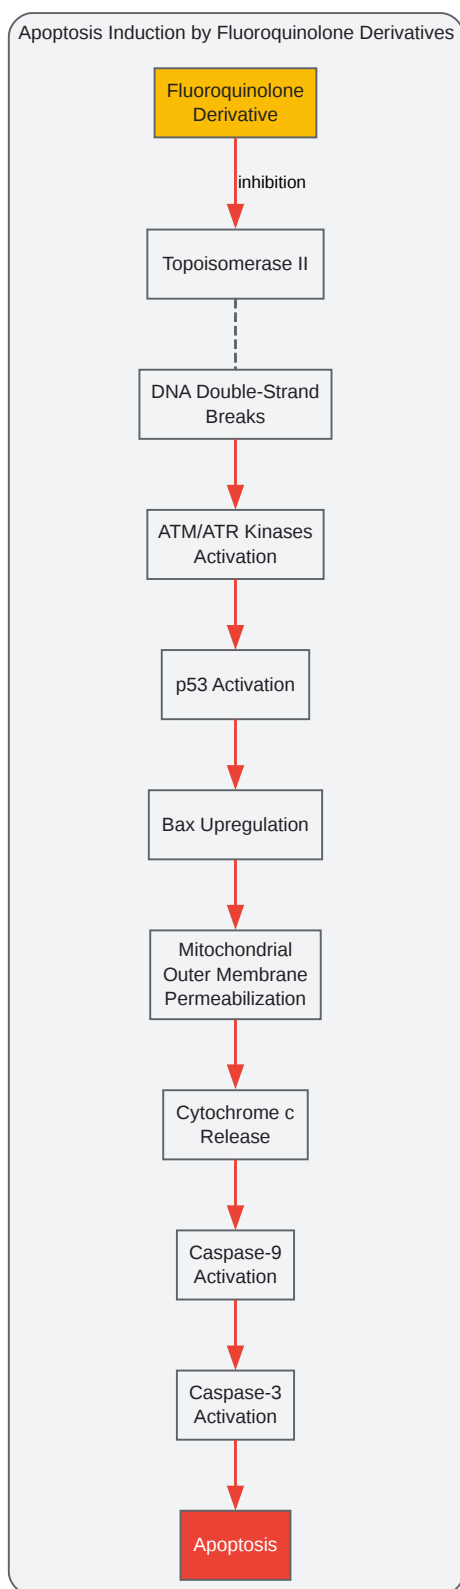 Apoptosis Induction by Fluoroquinolone Derivatives
Fluoroquinolone
Derivative
inhibition
Topoisomerase II
DNA Double-Strand
Breaks
ATM/ATR Kinases
Activation
p53 Activation
Bax Upregulation
Mitochondrial
Outer Membrane
Permeabilization
Cytochrome c
Release
Caspase-9
Activation
Caspase-3
Activation
Apoptosis